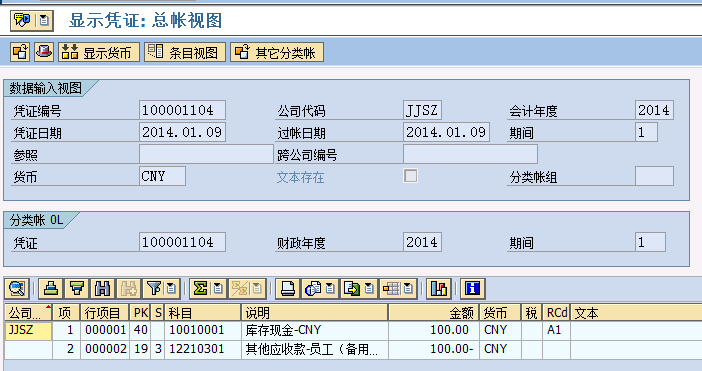 显示凭证: 总帐视图
显示货币 条目视图 其它分类帐
数据输入视图
凭证编号 100001104 公司代码 JJSZ 会计年度 2014
凭证日期 2014.01.09 过帐日期 2014.01.09 期间 1
参照 跨公司编号
货币 CNY 文本存在 分类帐组
分类帐 0L
凭证 100001104 财政年度 2014 期间 1
公司... 项 行项目 PK S 科目 说明 金额 货币 税 RCd 文本
JJSZ 1 000001 40 10010001 库存现金-CNY 100.00 CNY A1
2 000002 19 3 12210301 其他应收款-员工（备用... 100.00- CNY